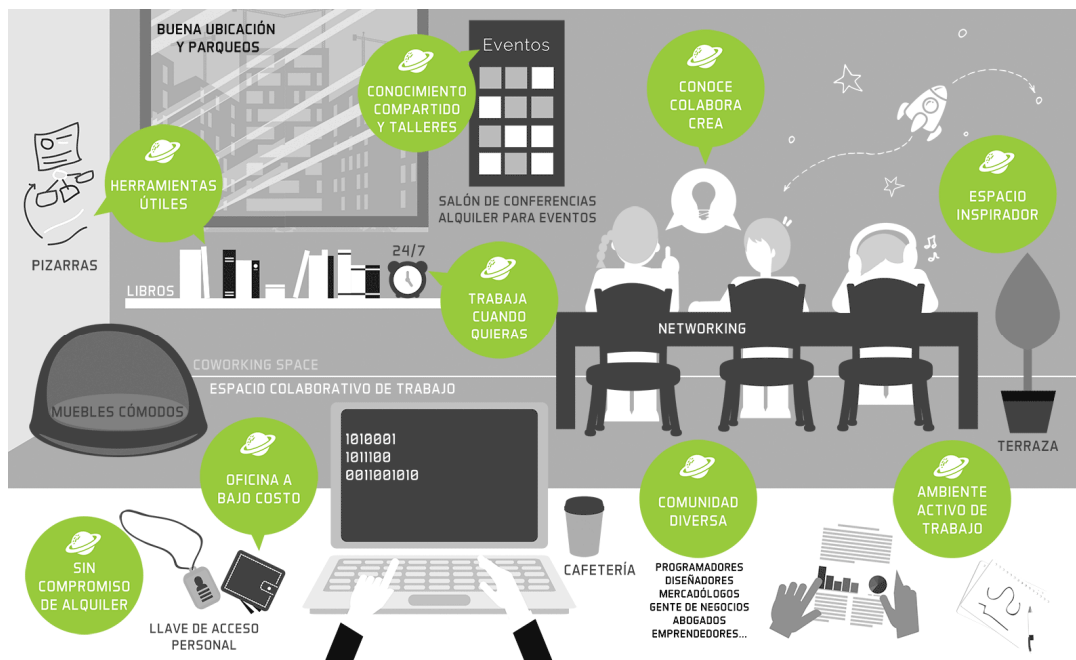 BUENA UBICACIÓN
Y PARQUEOS
Eventos
CONOCIMIENTO
COMPARTIDO
Y TALLERES
CONOCE
COLABORA
CREA
HERRAMIENTAS
ÚTILES
ESPACIO
INSPIRADOR
SALÓN DE CONFERENCIAS
ALQUILER PARA EVENTOS
PIZARRAS
24/7
LIBROS
TRABAJA
CUANDO
QUIERAS
NETWORKING
COWORKING SPACE
ESPACIO COLABORATIVO DE TRABAJO
MUEBLES CÓMODOS
TERRAZA
1010001
1011100
0011001010
OFICINA A
BAJO COSTO
COMUNIDAD
DIVERSA
AMBIENTE
ACTIVO DE
TRABAJO
SIN
COMPROMISO
DE ALQUILER
CAFETERÍA
PROGRAMADORES
DISEÑADORES
MERCADÓLOGOS
GENTE DE NEGOCIOS
ABOGADOS
EMPRENDEDORES...
LLAVE DE ACCESO
PERSONAL